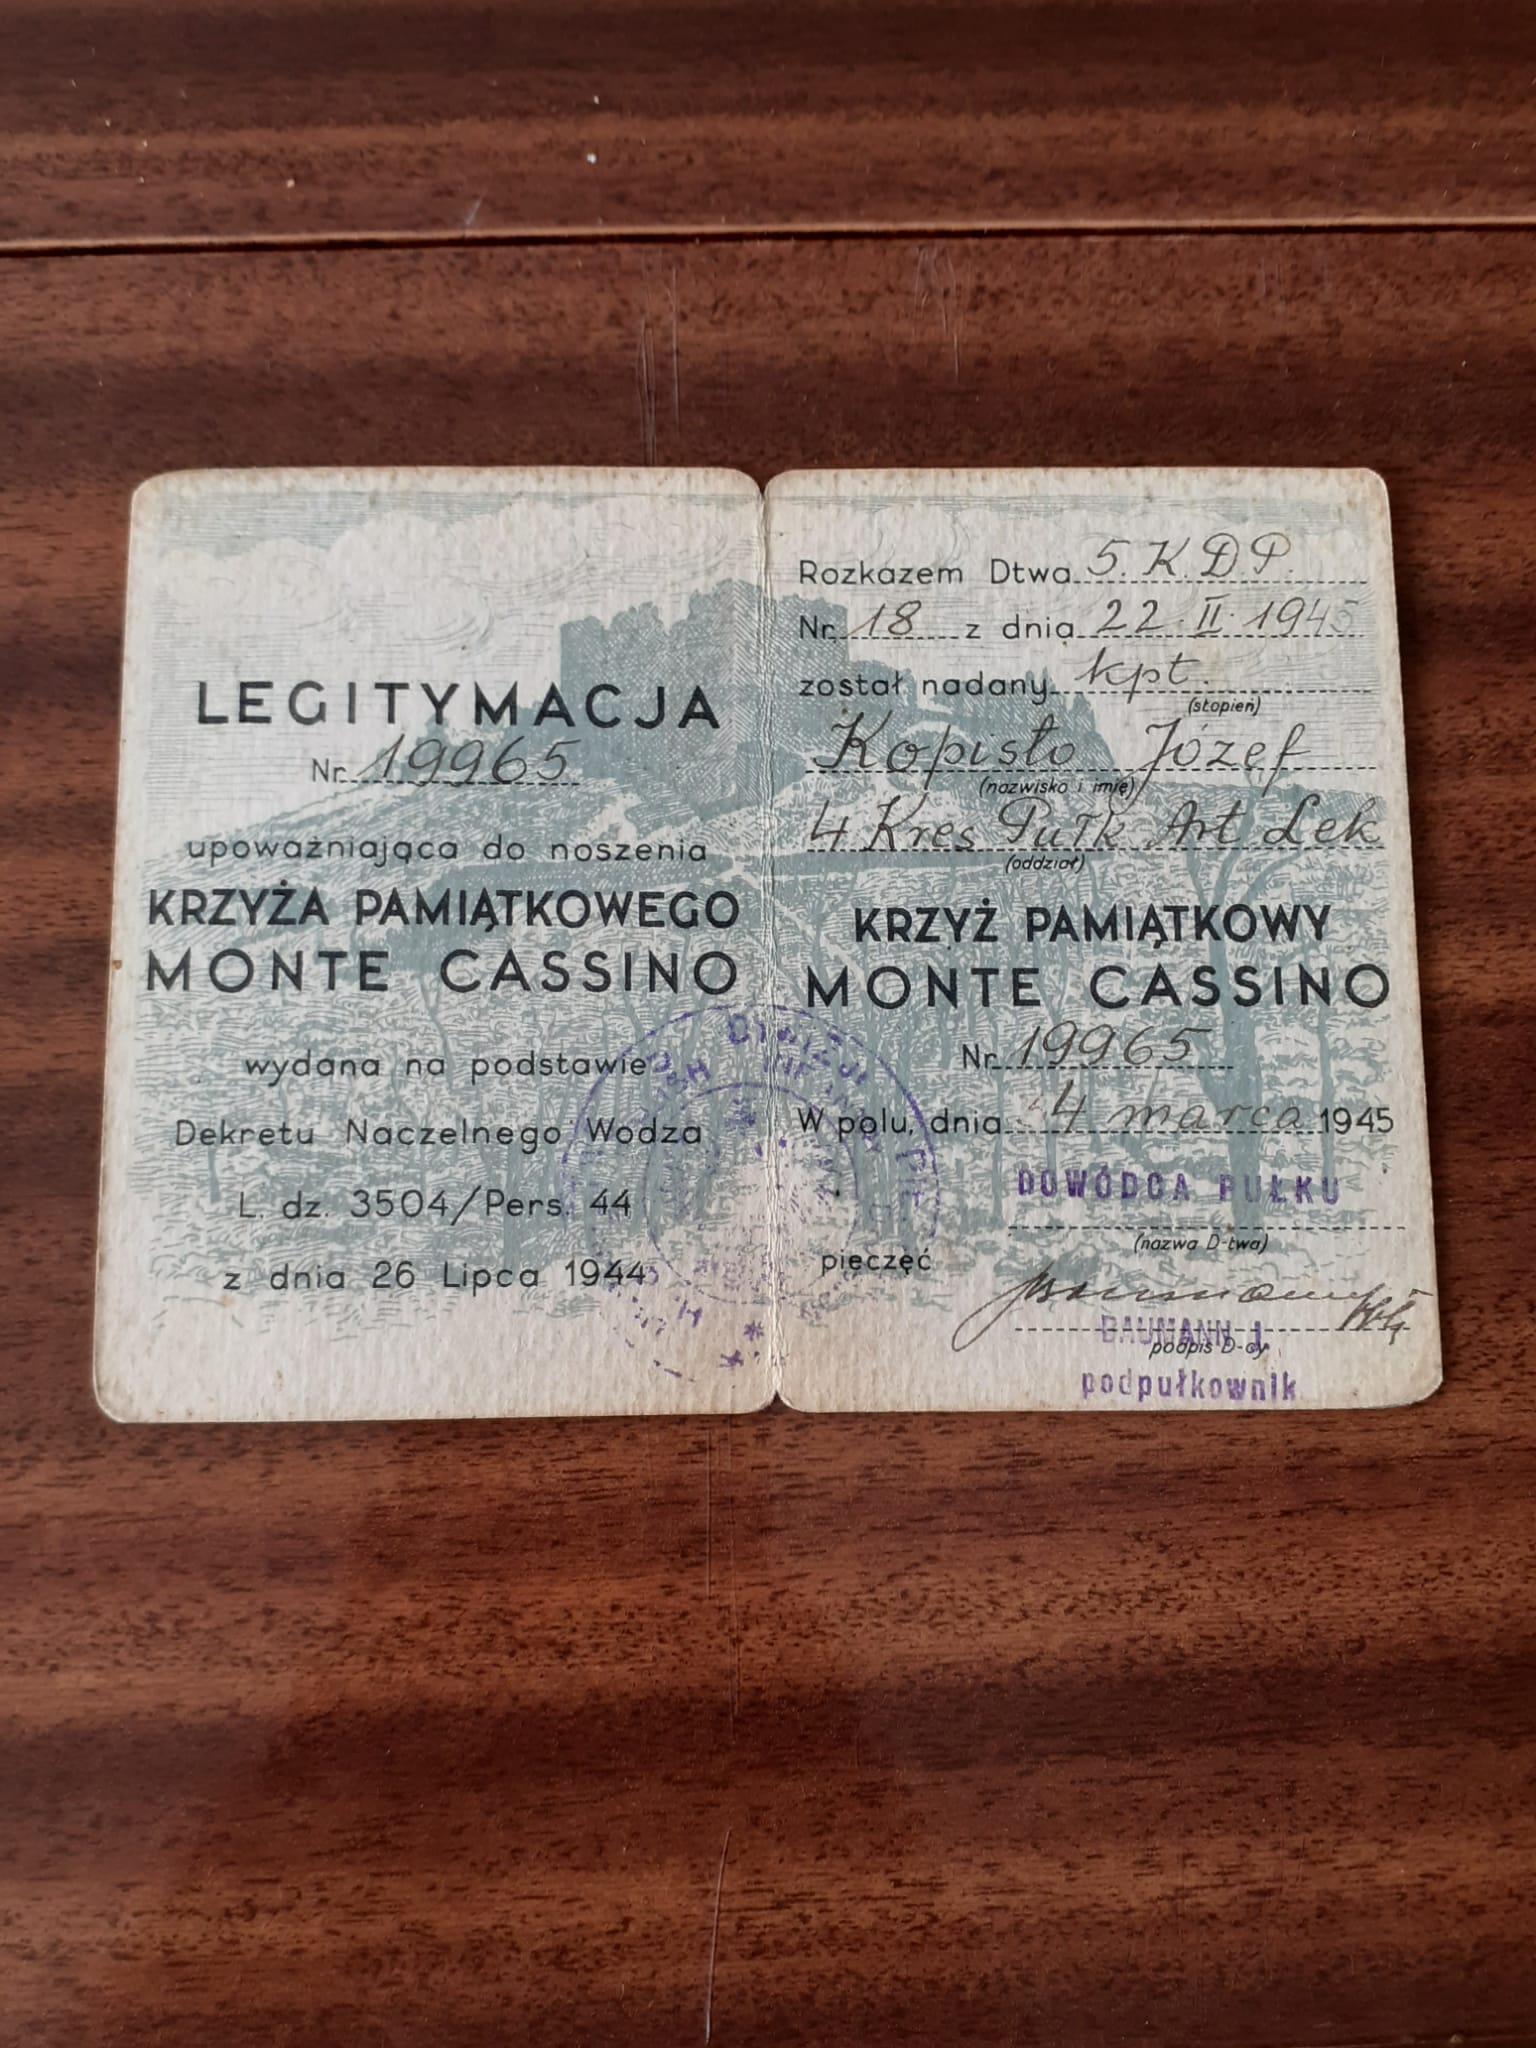 LEGITYMACJA
Nr. 19965
upoważniająca do noszenia
KRZYŻA PAMIĄTKOWEGO
MONTE CASSINO
wydana na podstawie
Dekretu Naczelnego Wodza
L. dz. 3504/Pers. 44
z dnia 26 Lipca 1944
Rozkazem Dtwa 5. K. D. P.
Nr. 18 z dnia 22. II. 1945
został nadany kpt.
(stopień)
Kopisto Józef
(nazwisko i imię)
4 Kres Pułk Art Lek
(oddział)
KRZYŻ PAMIĄTKOWY
MONTE CASSINO
Nr. 19965
W polu, dnia 4 marca 1945
DOWÓDCA PUŁKU
(nazwa D-twa)
pieczęć
BAUMANN J.
podpis D-cy
podpułkownik